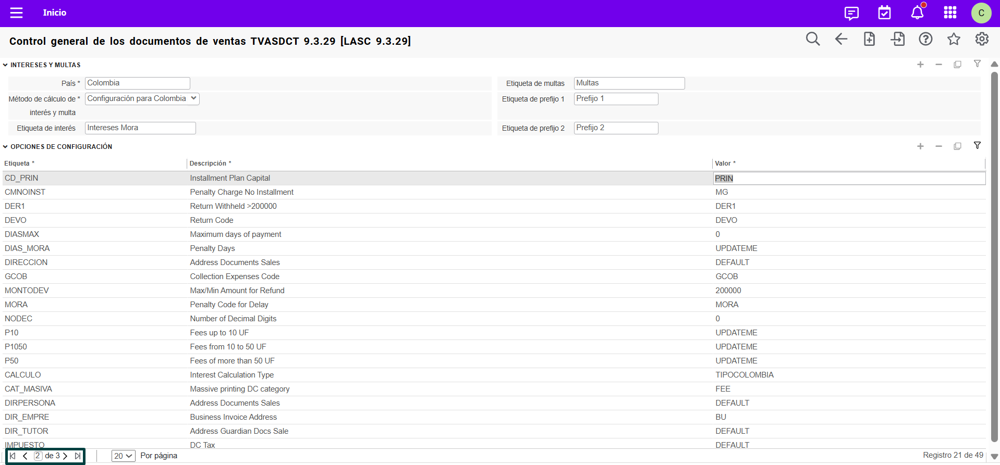 Inicio
C
Control general de los documentos de ventas TVASDCT 9.3.29 [LASC 9.3.29]
INTERESES Y MULTAS
País * Colombia Etiqueta de multas Multas
Método de cálculo de * Configuración para Colombia Etiqueta de prefijo 1 Prefijo 1
interés y multa
Etiqueta de interés Intereses Mora Etiqueta de prefijo 2 Prefijo 2
OPCIONES DE CONFIGURACIÓN
Etiqueta * Descripción * Valor *
CD_PRIN Installment Plan Capital PRIN
CMNOINST Penalty Charge No Installment MG
DER1 Return Withheld >200000 DER1
DEVO Return Code DEVO
DIASMAX Maximum days of payment 0
DIAS_MORA Penalty Days UPDATEME
DIRECCION Address Documents Sales DEFAULT
GCOB Collection Expenses Code GCOB
MONTODEV Max/Min Amount for Refund 200000
MORA Penalty Code for Delay MORA
NODEC Number of Decimal Digits 0
P10 Fees up to 10 UF UPDATEME
P1050 Fees from 10 to 50 UF UPDATEME
P50 Fees of more than 50 UF UPDATEME
CALCULO Interest Calculation Type TIPOCOLOMBIA
CAT_MASIVA Massive printing DC category FEE
DIRPERSONA Address Documents Sales DEFAULT
DIR_EMPRE Business Invoice Address BU
DIR_TUTOR Address Guardian Docs Sale DEFAULT
IMPUESTO DC Tax DEFAULT
2 de 3 20 Por página Registro 21 de 49